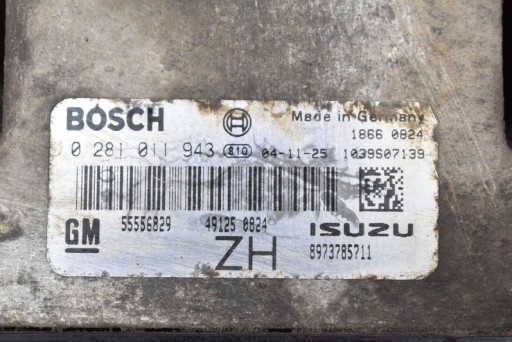 BOSCH
Made in Germany
1866 0824
0 281 011 943 810 04-11-25 1039S07139
GM 55556829 49125 0824 ISUZU
ZH 8973785711